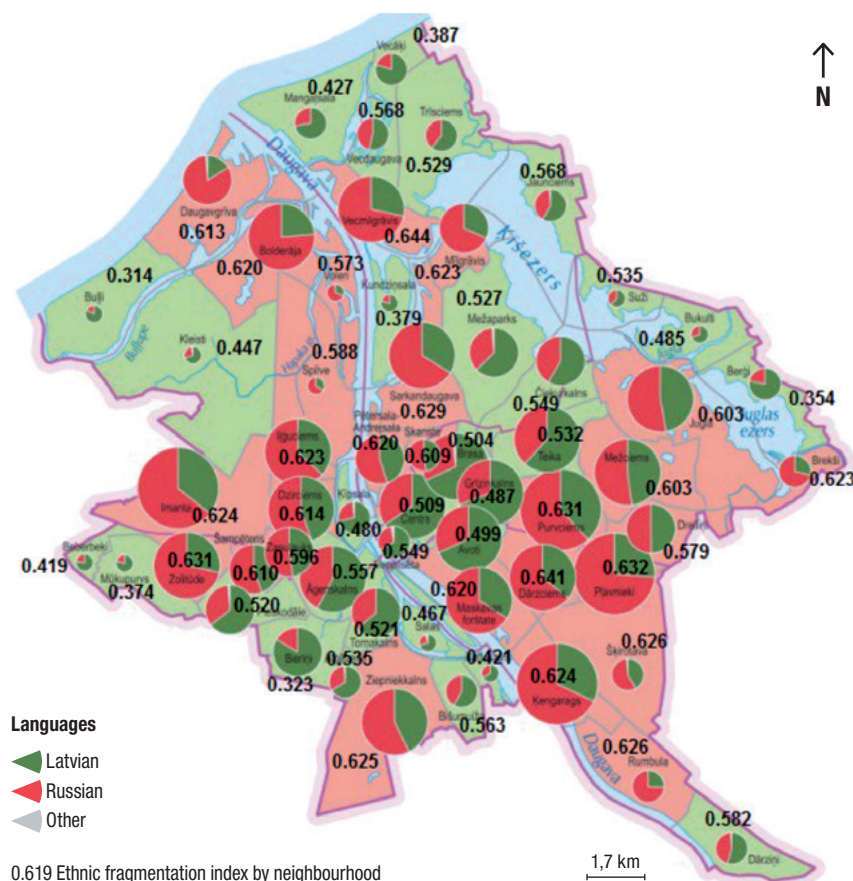 0.387
Vecāķi
N
0.427
Mangaļsala
0.568
Trīsciems
Vecdaugava
0.529
Daugava
0.568
Jaunciems
Daugavgrīva
0.613
Vecmīlgrāvis
0.644
Bolderāja
0.620
Mīlgrāvis
0.623
Ķīšezers
0.573
Voleri
Kundziņsala
0.379
0.314
Buļļi
Buļļupe
0.527
Mežaparks
0.535
Suži
Bukulti
0.485
Jugla
Kleisti
0.447
Hapaka
0.588
Spilve
Sarkandaugava
0.629
Čiekurkalns
0.549
Berģi
0.354
Jugla
0.603
Juglas
ezers
Pētersala-
Andrejsala
0.620
Skanste
0.609
0.504
Brasa
0.532
Teika
Iļģuciems
0.623
Mežciems
0.603
Brekši
0.623
Imanta
0.624
Dzirciems
0.614
Ķīpsala
0.480
0.509
Centrs
Grīziņkalns
0.487
0.631
Purvciems
0.499
Avoti
Dreiliņi
0.579
0.419
Bebeŗbeķi
Mūkupurvs
0.374
0.631
Zolitūde
Šampēteris
0.610
0.596
0.557
Āgenskalns
0.549
0.620
Maskavas
forštate
0.641
Dārzciems
0.632
Pļavnieki
0.520
Pleskodāle
0.521
Torņakalns
0.467
Salas
Bieriņi
0.323
0.535
0.421
0.626
Šķirotava
Ziepniekkalns
0.625
Bišumuiža
0.563
0.624
Ķengarags
Daugava
0.626
Rumbula
0.582
Dārziņi
Languages
Latvian
Russian
Other
1,7 km
0.619 Ethnic fragmentation index by neighbourhood